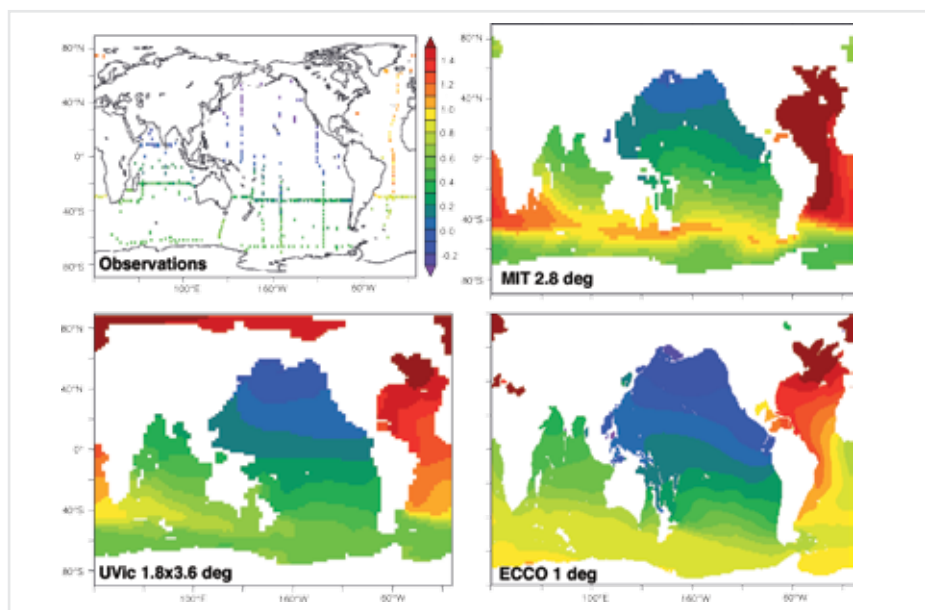 80°N
40°N
0°
40°S
80°S
Observations
100°E
160°W
60°W
1.4
1.2
1.0
0.8
0.6
0.4
0.2
0.0
-0.2
80°N
40°N
0°
40°S
80°S
MIT 2.8 deg
80°N
40°N
0°
40°S
80°S
UVic 1.8x3.6 deg
100°E
160°W
60°W
80°N
40°N
0°
40°S
80°S
ECCO 1 deg
100°E
160°W
60°W